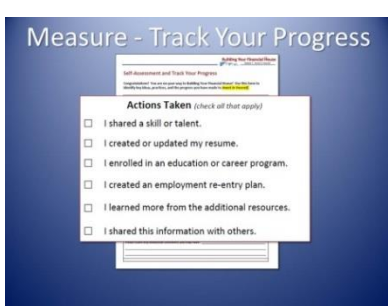 Measure - Track Your Progress
Building Your Financial House
Self-Assessment and Track Your Progress
Actions Taken (check all that apply)
I shared a skill or talent.
I created or updated my resume.
I enrolled in an education or career program.
I created an employment re-entry plan.
I learned more from the additional resources.
I shared this information with others.